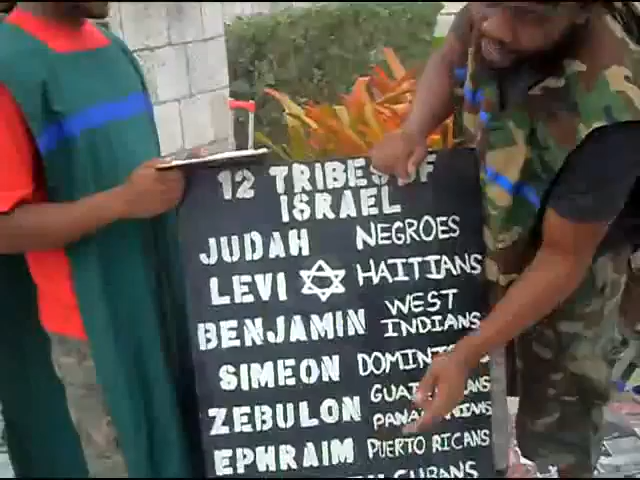 12 TRIBES OF
ISRAEL
JUDAH NEGROES
LEVI HAITIANS
BENJAMIN WEST INDIANS
SIMEON
ZEBULON
EPHRAIM PUERTO RICANS
CUBANS